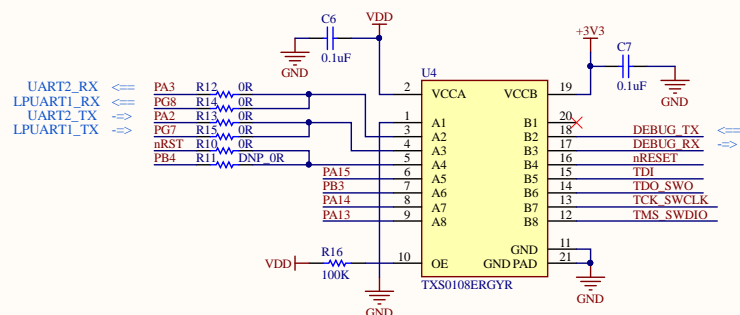 C6
VDD
0.1uF
GND
+3V3
C7
0.1uF
GND
U4
UART2_RX <== PA3 R12 0R
LPUART1_RX <== PG8 R14 0R
UART2_TX -=> PA2 R13 0R
LPUART1_TX -=> PG7 R15 0R
nRST R10 0R
PB4 R11 DNP_0R
2 VCCA VCCB 19
1 A1 B1 20
3 A2 B2 18 DEBUG_TX <==
4 A3 B3 17 DEBUG_RX -=>
5 A4 B4 16 nRESET
PA15 6 A5 B5 15 TDI
PB3 7 A6 B6 14 TDO_SWO
PA14 8 A7 B7 13 TCK_SWCLK
PA13 9 A8 B8 12 TMS_SWDIO
GND 11
VDD R16 100K 10 OE GND PAD 21
TXS0108ERGYR
GND
GND